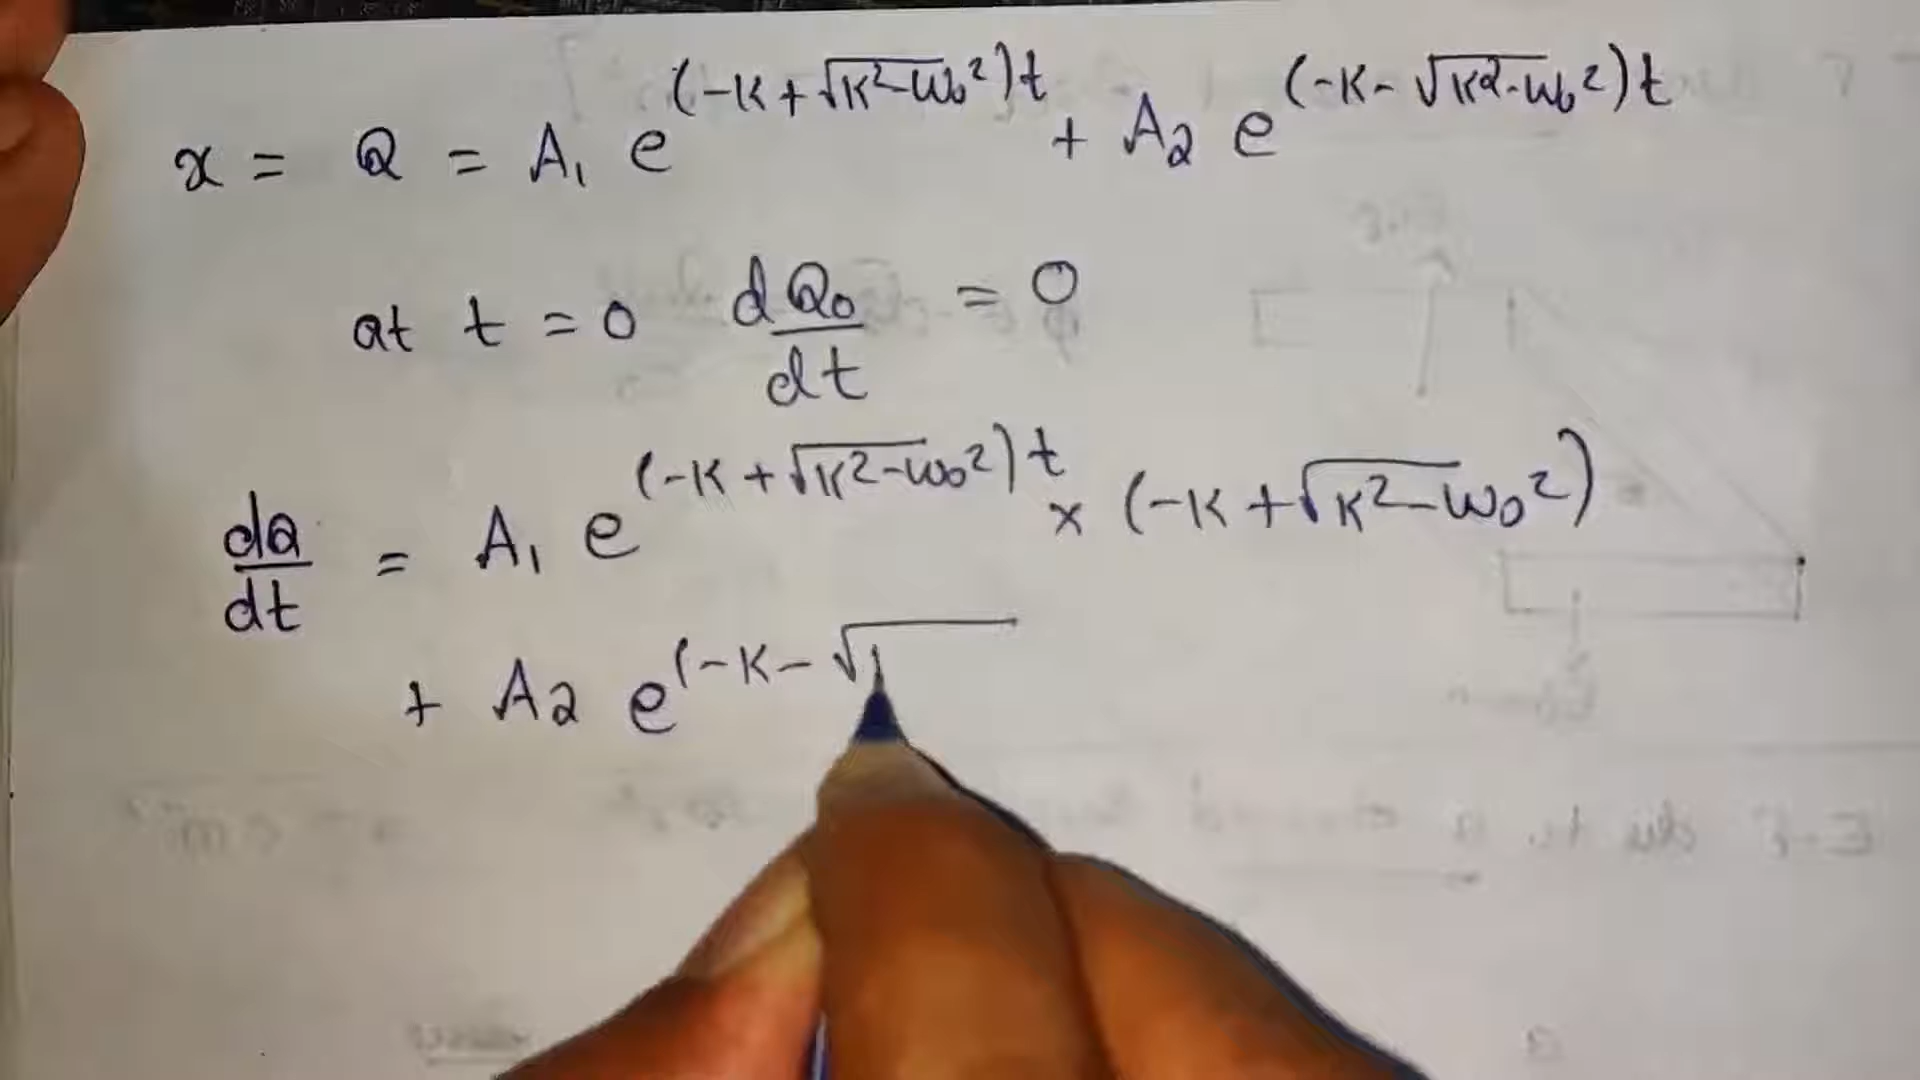 x = Q = A₁ e^(-K+√K²-ω₀²)t + A₂ e^(-K-√K²-ω₀²)t
at t = 0 dQ₀/dt = 0
dQ/dt = A₁ e^(-K+√K²-ω₀²)t × (-K+√K²-ω₀²)
+ A₂ e^(-K-√